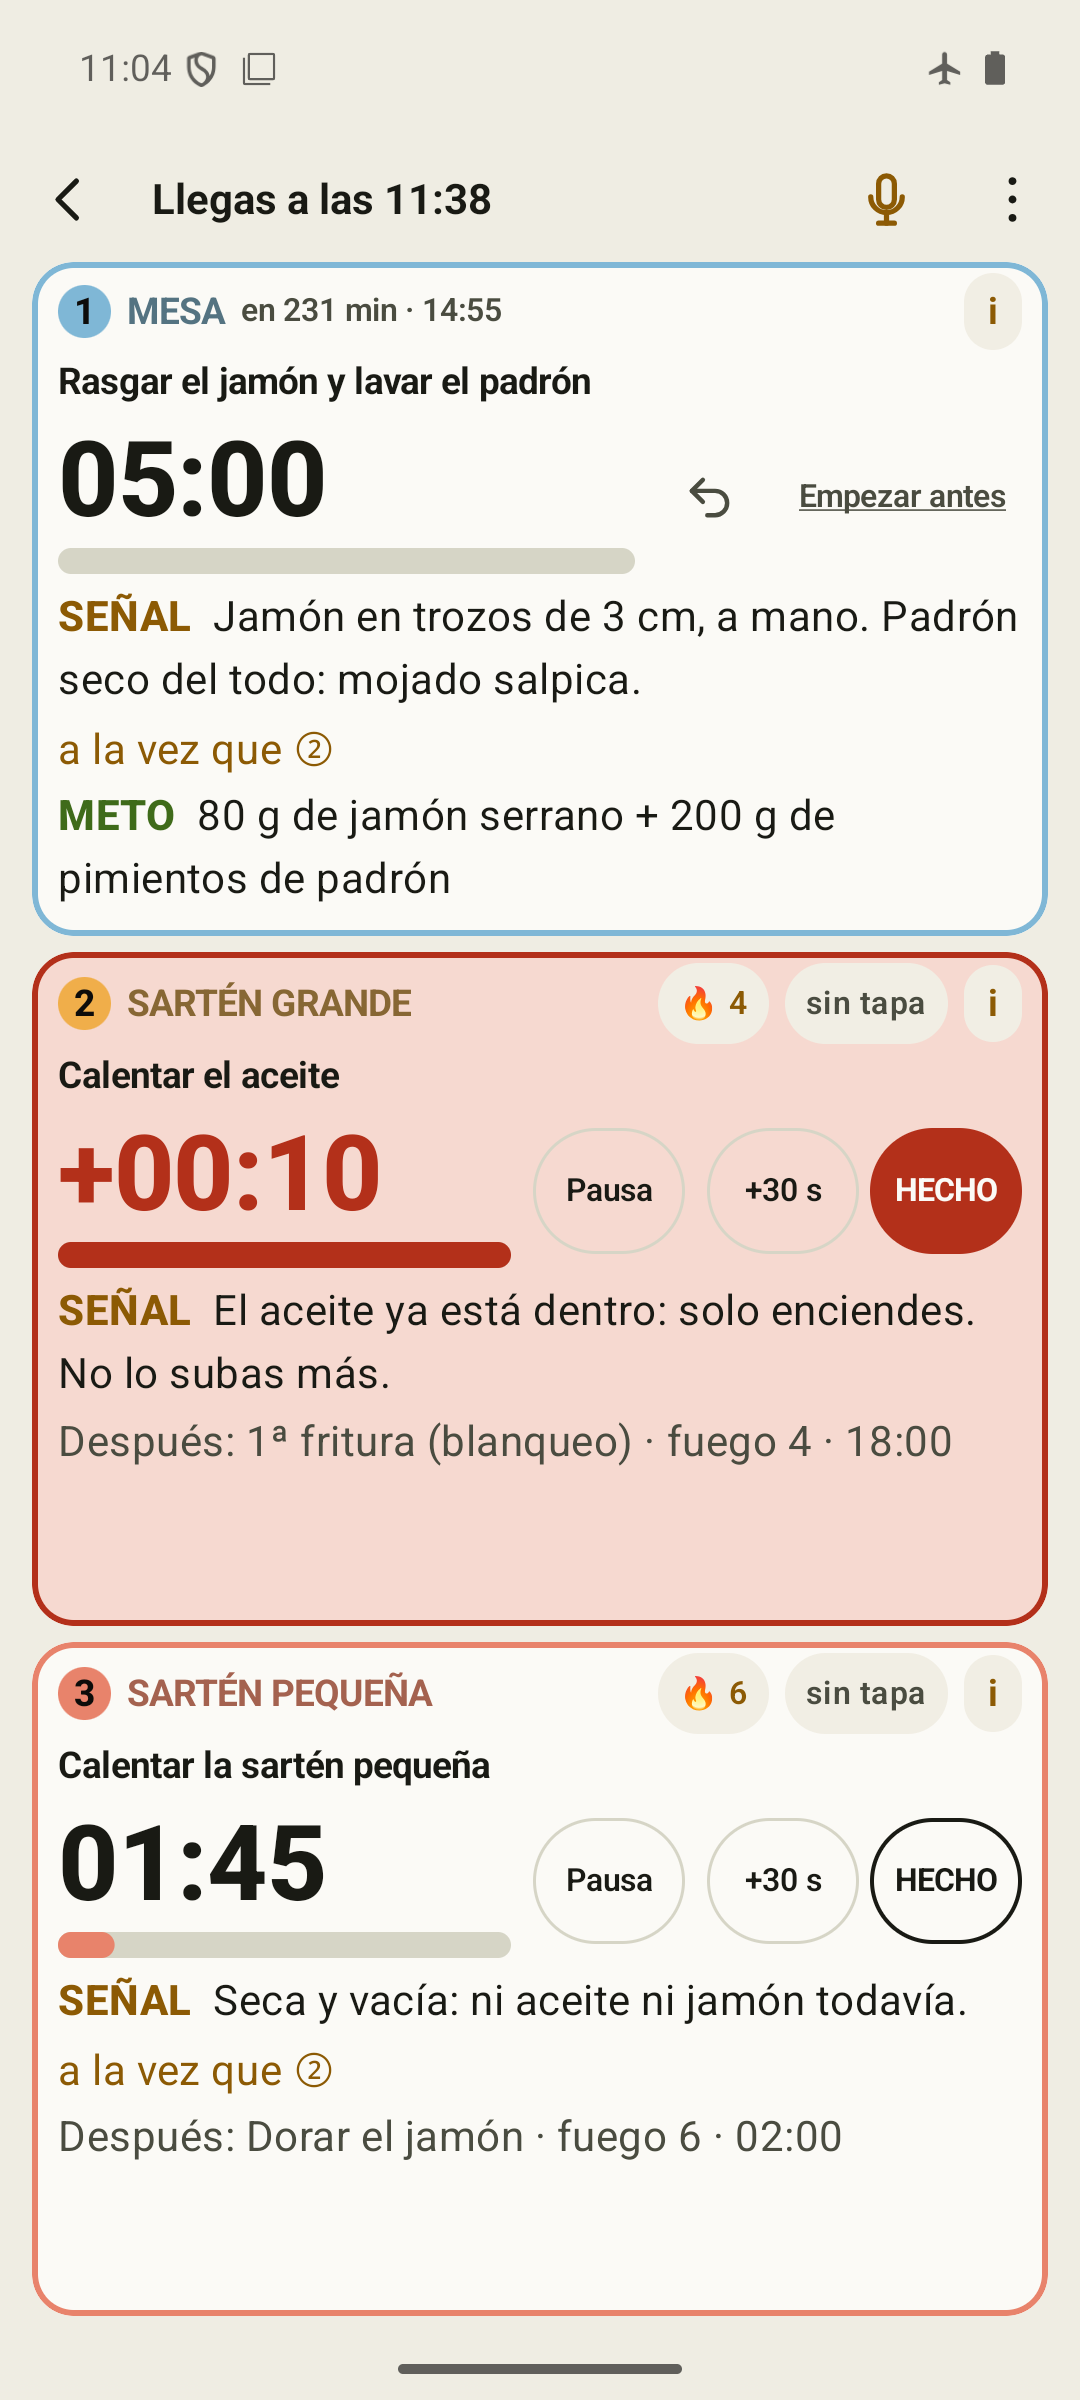 11:04
Llegas a las 11:38
1 MESA en 231 min · 14:55 i
Rasgar el jamón y lavar el padrón
05:00
Empezar antes
SEÑAL Jamón en trozos de 3 cm, a mano. Padrón
seco del todo: mojado salpica.
a la vez que ②
METO 80 g de jamón serrano + 200 g de
pimientos de padrón
2 SARTÉN GRANDE 🔥 4 sin tapa i
Calentar el aceite
+00:10
Pausa +30 s HECHO
SEÑAL El aceite ya está dentro: solo enciendes.
No lo subas más.
Después: 1ª fritura (blanqueo) · fuego 4 · 18:00
3 SARTÉN PEQUEÑA 🔥 6 sin tapa i
Calentar la sartén pequeña
01:45
Pausa +30 s HECHO
SEÑAL Seca y vacía: ni aceite ni jamón todavía.
a la vez que ②
Después: Dorar el jamón · fuego 6 · 02:00